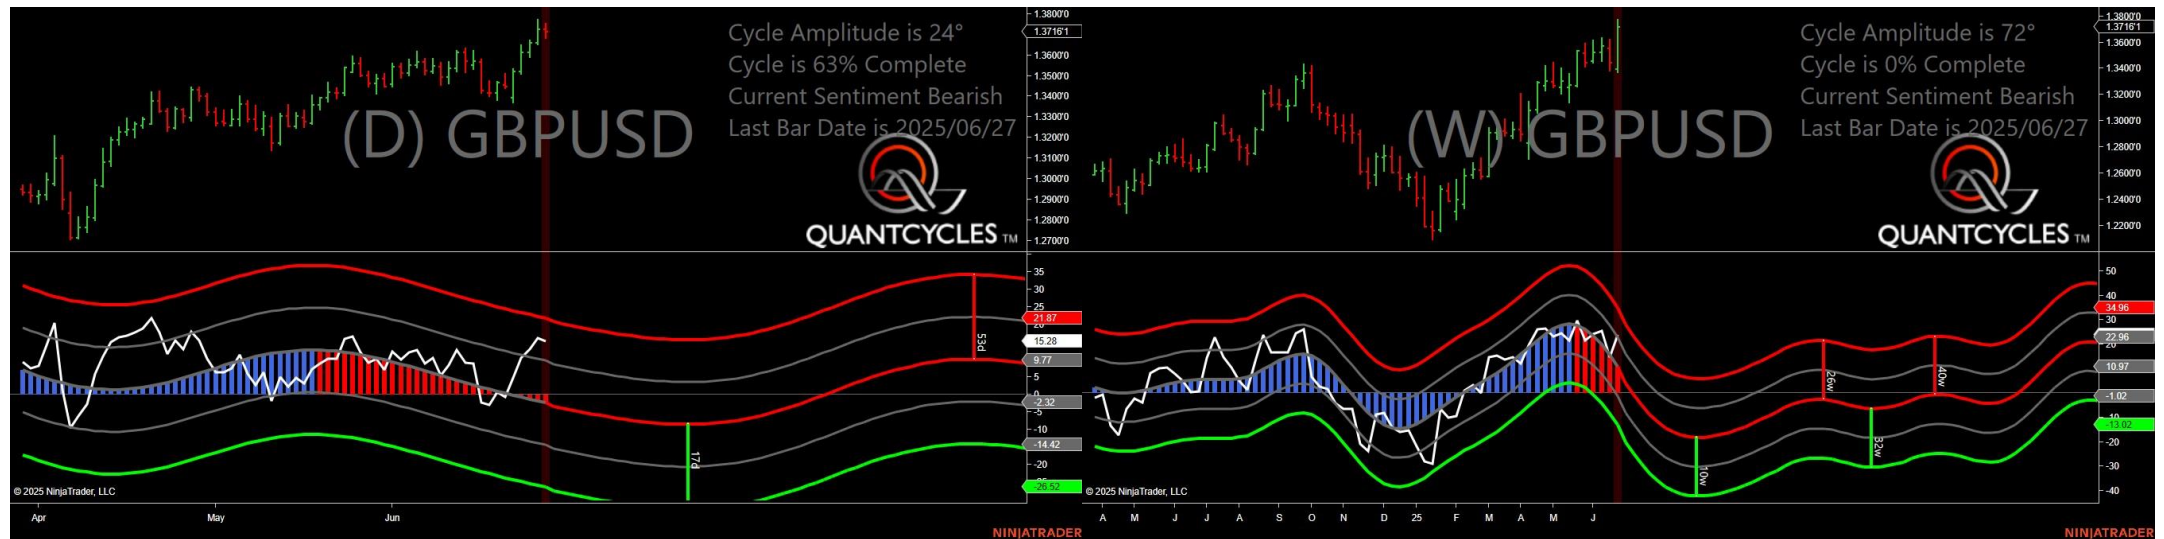 Cycle Amplitude is 24°
Cycle is 63% Complete
Current Sentiment Bearish
Last Bar Date is 2025/06/27
(D) GBPUSD
QUANTCYCLES TM
1.3800'0
1.3716'1
1.3600'0
1.3500'0
1.3400'0
1.3300'0
1.3200'0
1.3100'0
1.3000'0
1.2900'0
1.2800'0
1.2700'0
35
30
25
21.87
20
15.28
9.77
5
0
-2.32
-5
-10
-14.42
-20
-26.52
53d
17d
© 2025 NinjaTrader, LLC
Apr
May
Jun
NINJATRADER
Cycle Amplitude is 72°
Cycle is 0% Complete
Current Sentiment Bearish
Last Bar Date is 2025/06/27
(W) GBPUSD
QUANTCYCLES TM
1.3800'0
1.3716'1
1.3600'0
1.3400'0
1.3200'0
1.3000'0
1.2800'0
1.2600'0
1.2400'0
1.2200'0
50
40
34.96
30
22.96
20
10.97
-1.02
-10
-13.02
-20
-30
-40
26w
40w
32w
10w
© 2025 NinjaTrader, LLC
A M J J A S O N D 25 F M A M J
NINJATRADER